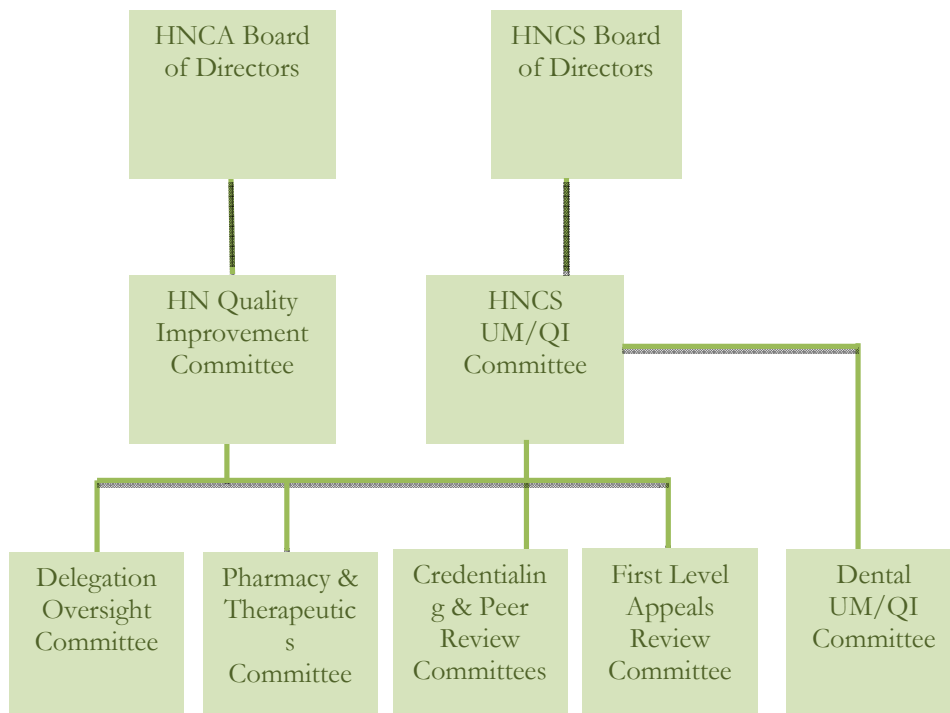 HNCA Board
of Directors
HNCS Board
of Directors
HN Quality
Improvement
Committee
HNCS
UM/QI
Committee
Delegation
Oversight
Committee
Pharmacy &
Therapeutic
s
Committee
Credentialin
g & Peer
Review
Committees
First Level
Appeals
Review
Committee
Dental
UM/QI
Committee